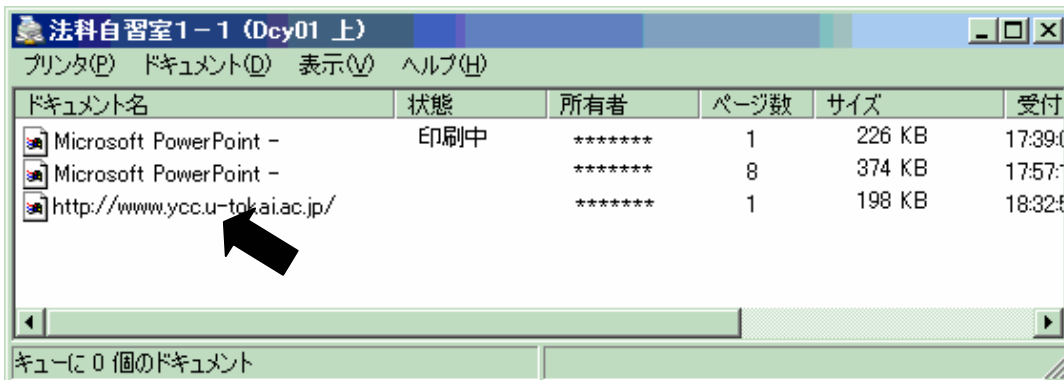 法科自習室1－1 (Dcy01 上)
プリンタ(P) ドキュメント(D) 表示(V) ヘルプ(H)
ドキュメント名 状態 所有者 ページ数 サイズ 受付
Microsoft PowerPoint - 印刷中 ******* 1 226 KB 17:39:0
Microsoft PowerPoint - ******* 8 374 KB 17:57:1
http://www.ycc.u-tokai.ac.jp/ ******* 1 198 KB 18:32:5
キューに 0 個のドキュメント